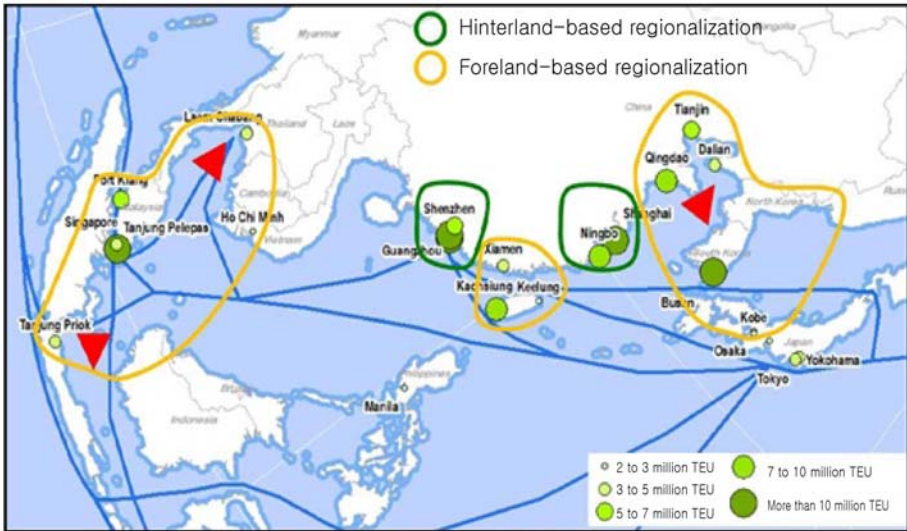 Hinterland-based regionalization
Foreland-based regionalization
Myanmar
Mongolia
China
Tianjin
Laem Chabang
Thailand
Laos
Dalian
Qingdao
North Korea
Port Klang
Malaysia
Cambodia
Singapore
Tanjung Pelepas
Ho Chi Minh
Vietnam
Shenzhen
Guangzhou
Shanghai
Ningbo
Xiamen
South Korea
Kaohsiung
Keelung
Busan
Tanjung Priok
Kobe
Osaka
Japan
Yokohama
Tokyo
Brunei
Philippines
Manila
Indonesia
2 to 3 million TEU
3 to 5 million TEU
5 to 7 million TEU
7 to 10 million TEU
More than 10 million TEU